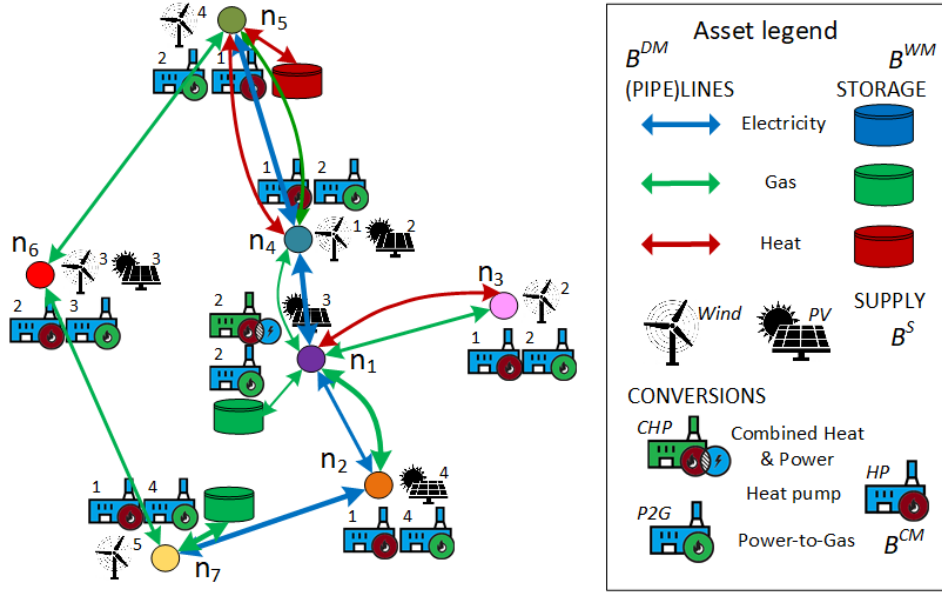 4
n₅
2 1
1 2
n₄
1 2
n₆
3 3
2 3
2
3
n₃
2
1 2
2
n₁
n₂
4
1 4
1 4
5
n₇
Asset legend
B^DM B^WM
(PIPE)LINES STORAGE
Electricity
Gas
Heat
Wind PV SUPPLY
B^S
CONVERSIONS
CHP Combined Heat
& Power
Heat pump HP
P2G
Power-to-Gas B^CM